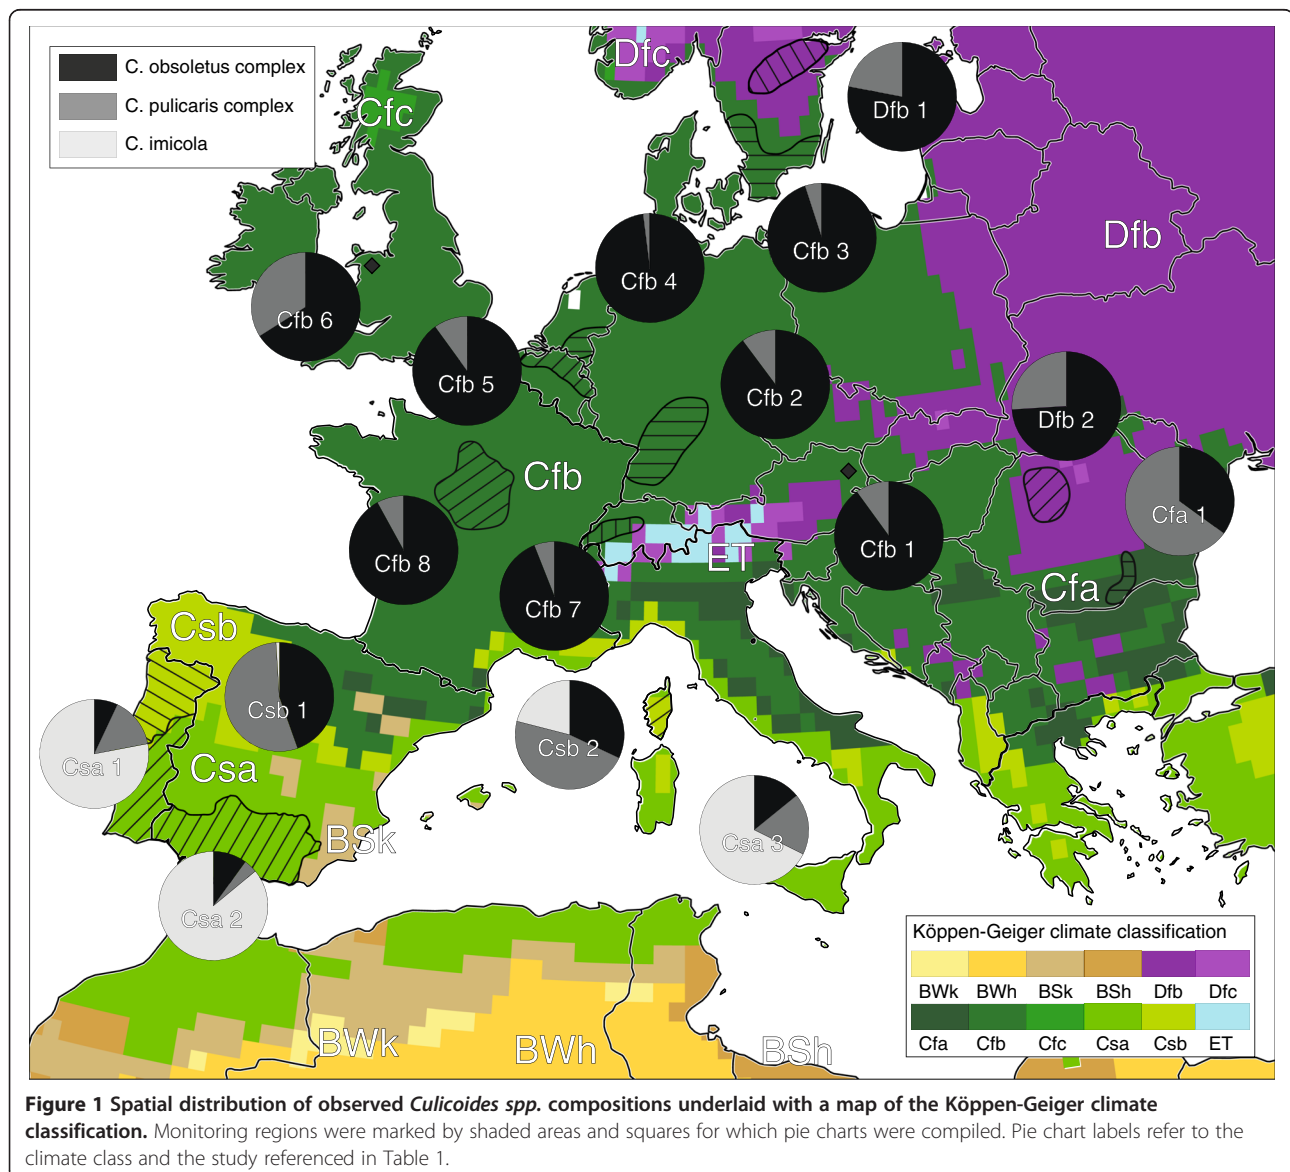 C. obsoletus complex
C. pulicaris complex
C. imicola
Dfc
Cfc
Dfb 1
Dfb
Cfb 3
Cfb 4
Cfb 6
Cfb 5
Cfb 2
Dfb 2
Cfb
Cfa 1
Cfb 8
Cfb 1
ET
Cfa
Cfb 7
Csb
Csb 1
Csb 2
Csa 1
Csa
BSk
Csa 3
Csa 2
BWk
BWh
BSh
Köppen-Geiger climate classification
BWk BWh BSk BSh Dfb Dfc
Cfa Cfb Cfc Csa Csb ET
Figure 1 Spatial distribution of observed Culicoides spp. compositions underlaid with a map of the Köppen-Geiger climate
classification. Monitoring regions were marked by shaded areas and squares for which pie charts were compiled. Pie chart labels refer to the
climate class and the study referenced in Table 1.